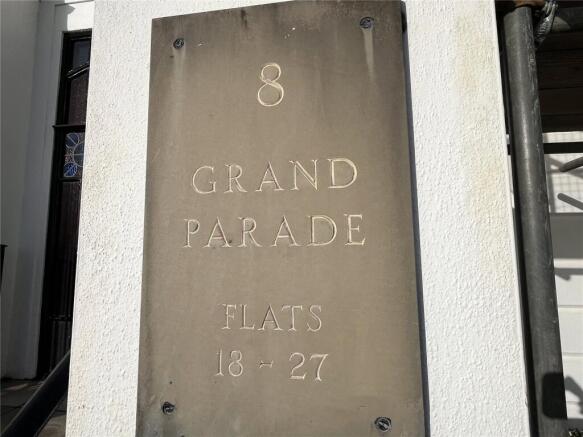 8
GRAND
PARADE
FLATS
18 - 27